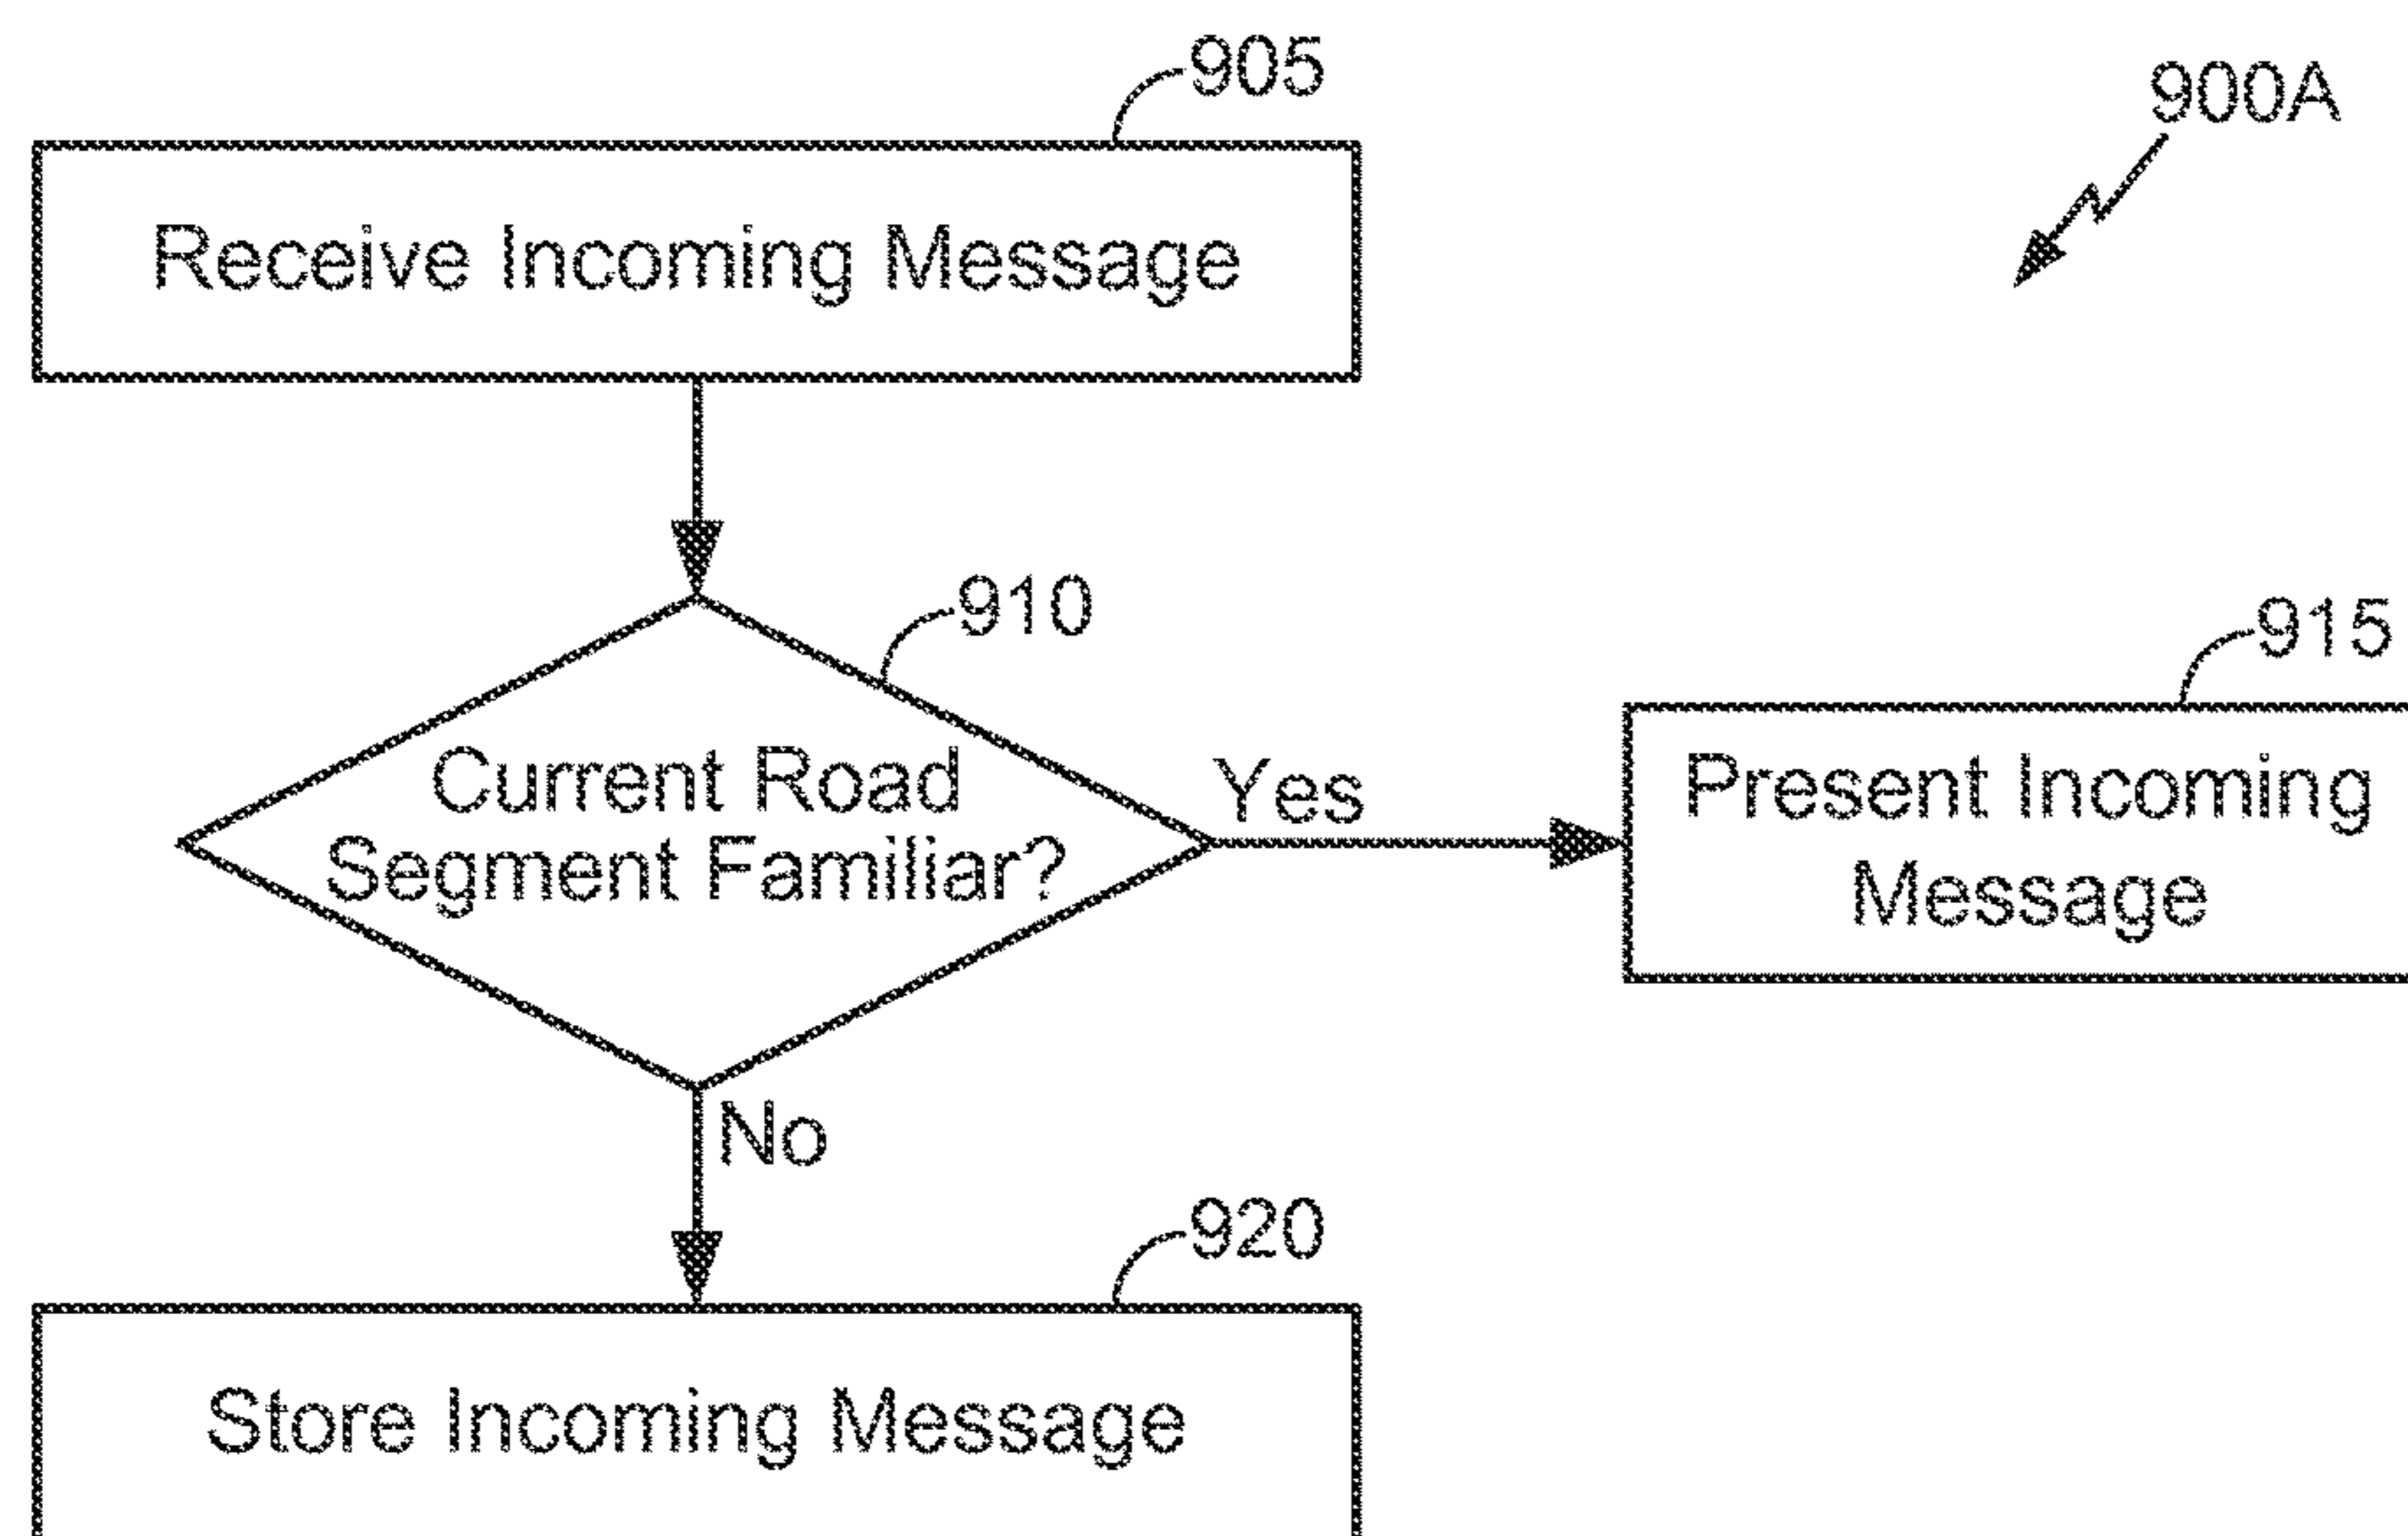 905
900A
Receive Incoming Message
910
Current Road
Segment Familiar?
Yes
915
Present Incoming
Message
No
920
Store Incoming Message